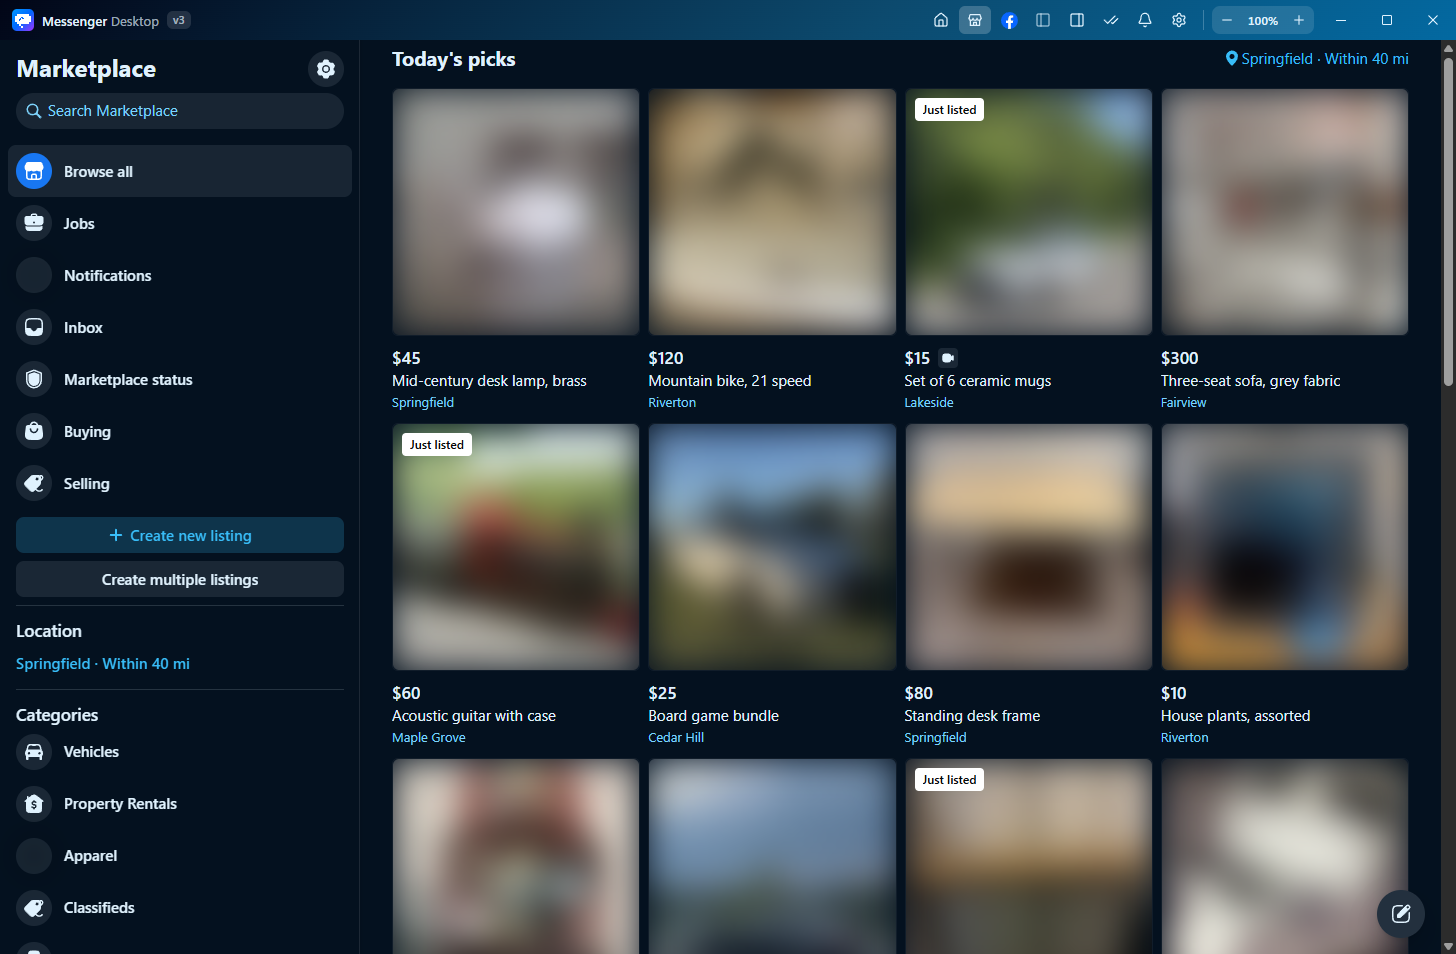 Messenger Desktop v3
100%
Marketplace
Search Marketplace
Browse all
Jobs
Notifications
Inbox
Marketplace status
Buying
Selling
Create new listing
Create multiple listings
Location
Springfield · Within 40 mi
Categories
Vehicles
Property Rentals
Apparel
Classifieds
Today's picks
Springfield · Within 40 mi
$45
Mid-century desk lamp, brass
Springfield
$120
Mountain bike, 21 speed
Riverton
Just listed
$15
Set of 6 ceramic mugs
Lakeside
$300
Three-seat sofa, grey fabric
Fairview
Just listed
$60
Acoustic guitar with case
Maple Grove
$25
Board game bundle
Cedar Hill
$80
Standing desk frame
Springfield
$10
House plants, assorted
Riverton
Just listed